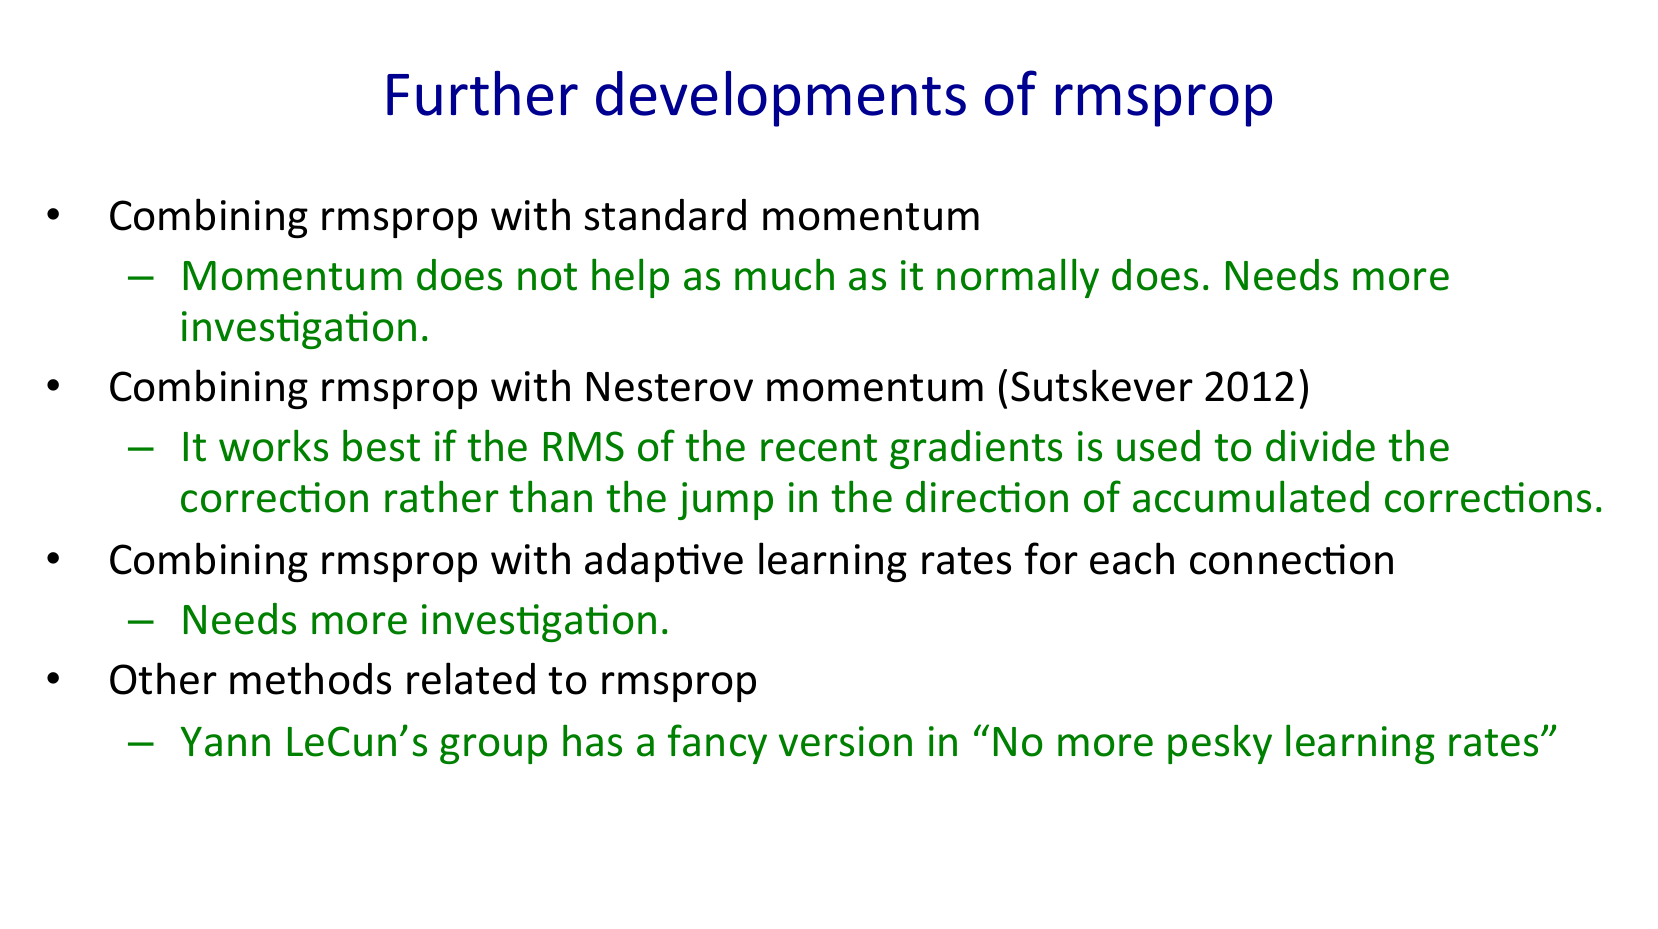 Further developments of rmsprop
• Combining rmsprop with standard momentum
– Momentum does not help as much as it normally does. Needs more
investigation.
• Combining rmsprop with Nesterov momentum (Sutskever 2012)
– It works best if the RMS of the recent gradients is used to divide the
correction rather than the jump in the direction of accumulated corrections.
• Combining rmsprop with adaptive learning rates for each connection
– Needs more investigation.
• Other methods related to rmsprop
– Yann LeCun’s group has a fancy version in “No more pesky learning rates”